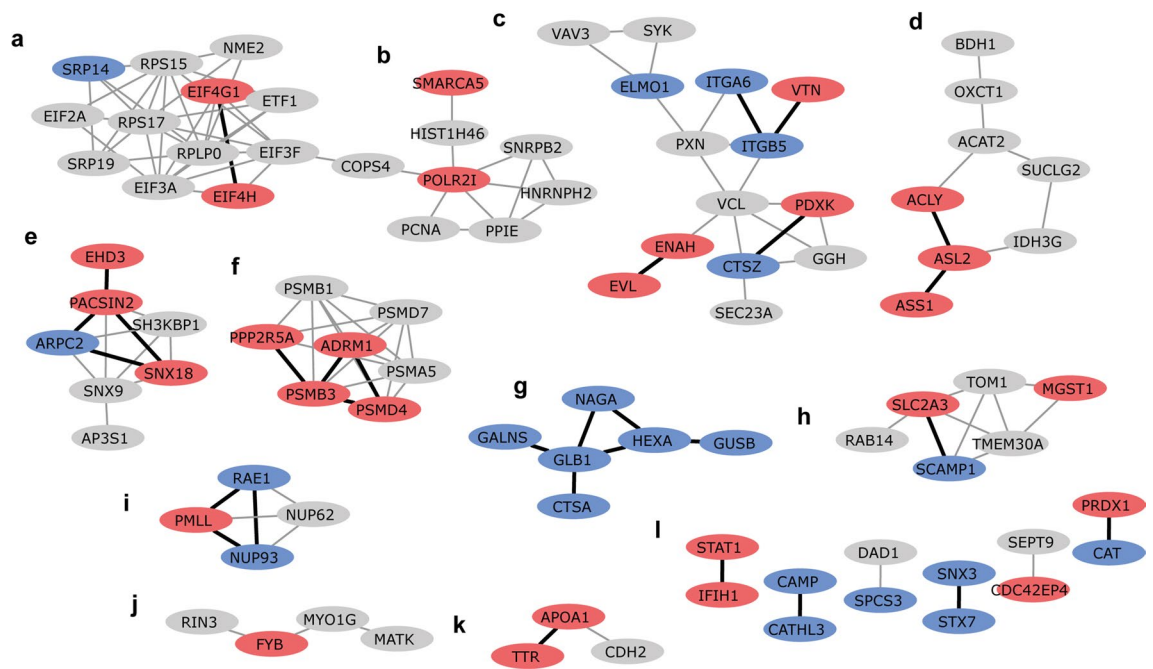 a
NME2
SRP14
RPS15
EIF4G1
ETF1
EIF2A
RPS17
SRP19
RPLP0
EIF3F
EIF3A
EIF4H
COPS4
b
SMARCA5
HIST1H46
SNRPB2
POLR2I
HNRNPH2
PCNA
PPIE
c
VAV3
SYK
ELMO1
ITGA6
VTN
PXN
ITGB5
VCL
PDXK
ENAH
CTSZ
GGH
EVL
SEC23A
d
BDH1
OXCT1
ACAT2
SUCLG2
ACLY
IDH3G
ASL2
ASS1
e
EHD3
PACSIN2
SH3KBP1
ARPC2
SNX18
SNX9
AP3S1
f
PSMB1
PSMD7
PPP2R5A
ADRM1
PSMA5
PSMB3
PSMD4
g
NAGA
GALNS
HEXA
GUSB
GLB1
CTSA
h
TOM1
MGST1
SLC2A3
RAB14
TMEM30A
SCAMP1
i
RAE1
PMLL
NUP62
NUP93
j
RIN3
MYO1G
FYB
MATK
k
APOA1
TTR
CDH2
l
STAT1
IFIH1
CAMP
CATHL3
DAD1
SPCS3
SNX3
STX7
SEPT9
CDC42EP4
PRDX1
CAT